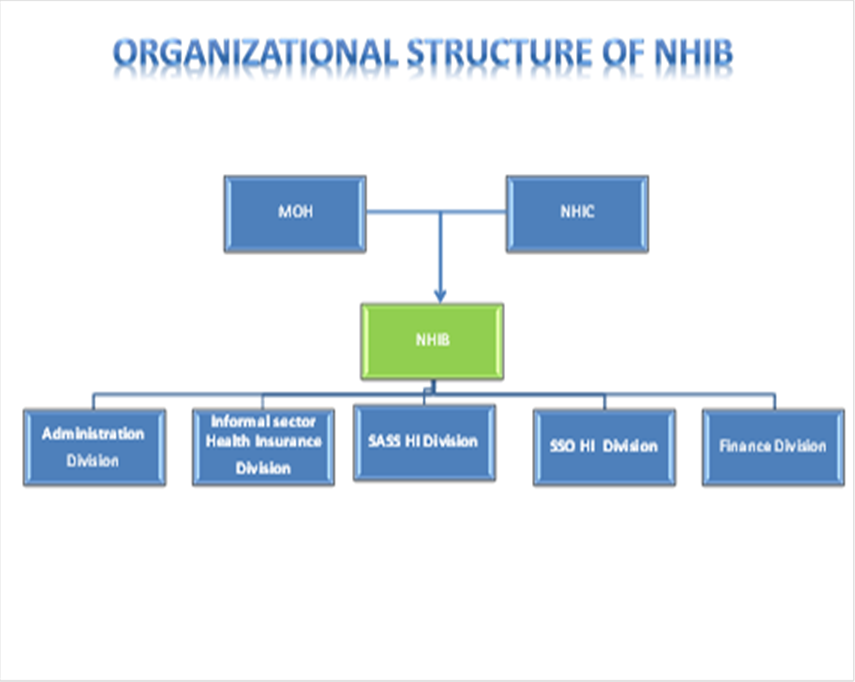 ORGANIZATIONAL STRUCTURE OF NHIB
MOH
NHIC
NHIB
Administration
Division
Informal sector
Health Insurance
Division
SASS HI Division
SSO HI Division
Finance Division